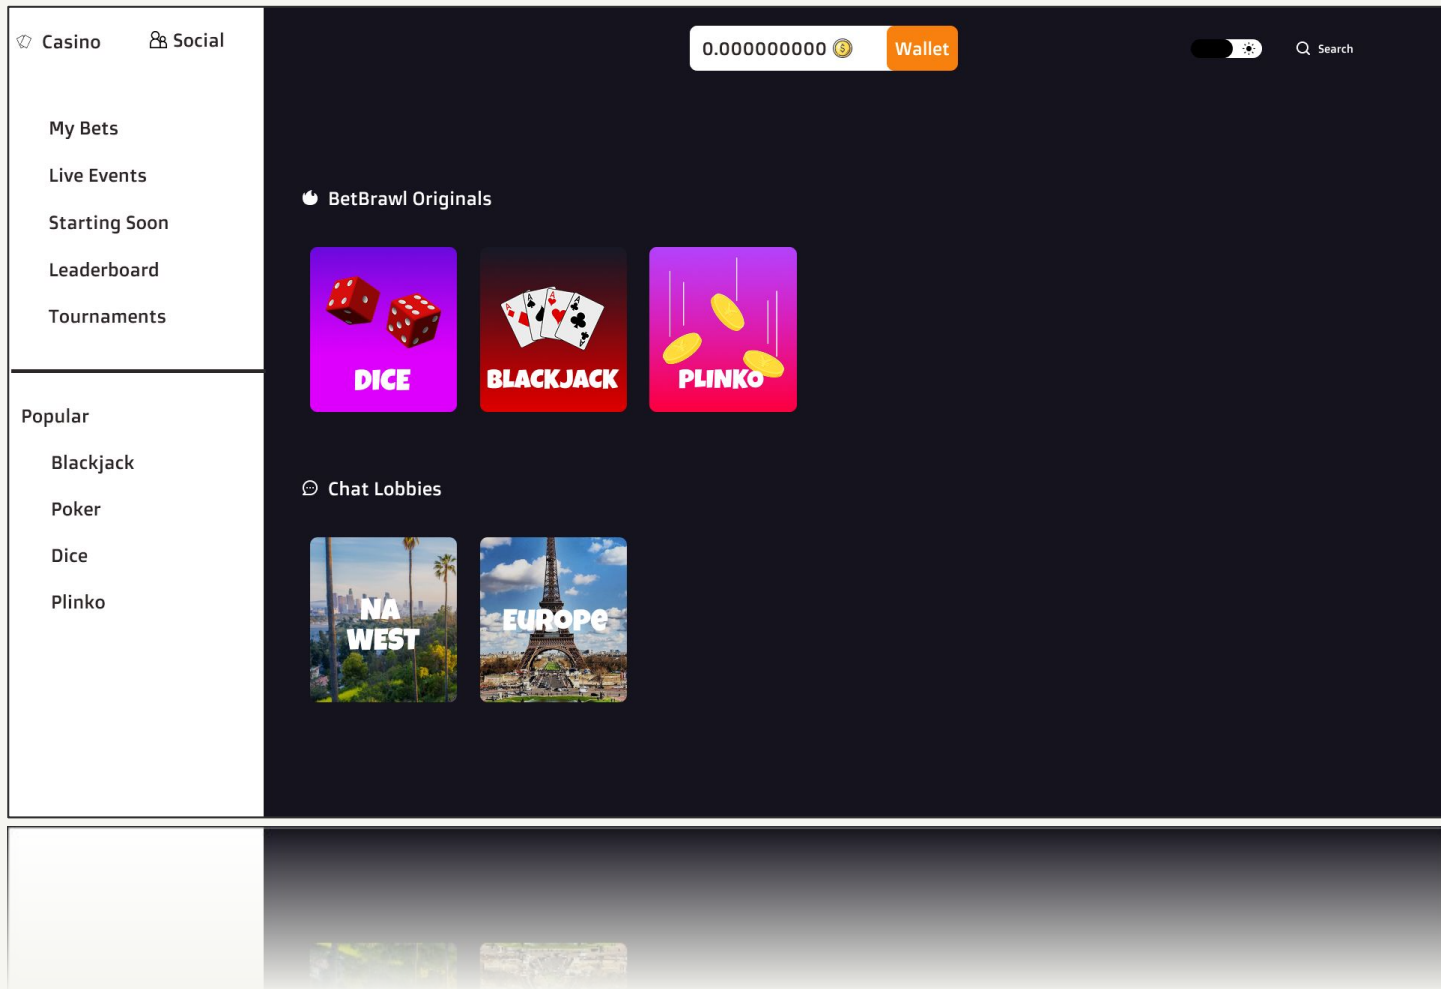 Casino
Social
My Bets
Live Events
Starting Soon
Leaderboard
Tournaments
Popular
Blackjack
Poker
Dice
Plinko
0.000000000
Wallet
Search
BetBrawl Originals
DICE
BLACKJACK
PLINKO
Chat Lobbies
NA
WEST
EUROPE